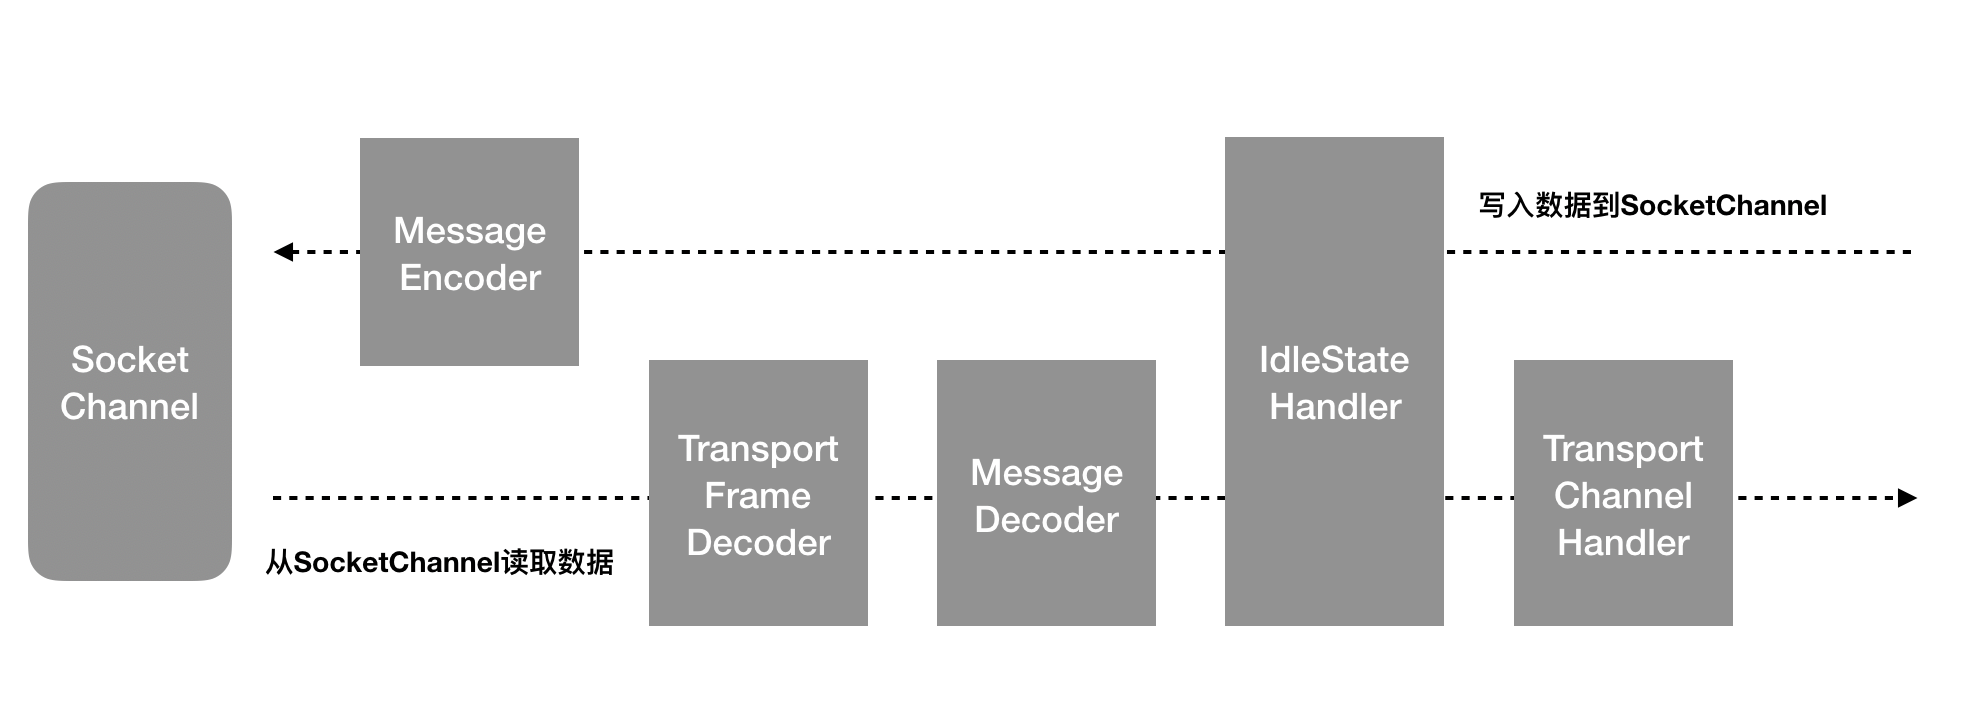 Socket
Channel
Message
Encoder
Transport
Frame
Decoder
Message
Decoder
IdleState
Handler
Transport
Channel
Handler
写入数据到SocketChannel
从SocketChannel读取数据